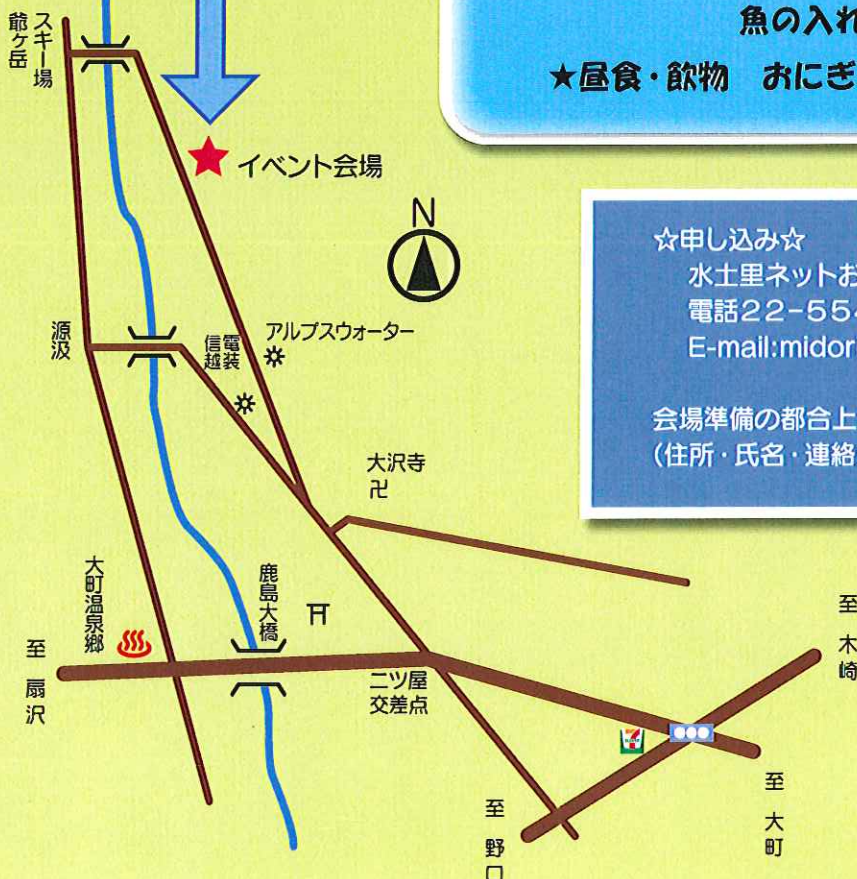 魚の入れ
★昼食・飲物　おにぎ
爺ヶ岳
スキー場
イベント会場
N
☆申し込み☆
水土里ネットお
電話22-55
E-mail:midor
会場準備の都合上
(住所・氏名・連絡
源汲
信越
電装
アルプスウォーター
大沢寺
卍
大町温泉郷
鹿島大橋
至 扇沢
二ツ屋
交差点
至 木崎
7
至 大町
至 野口